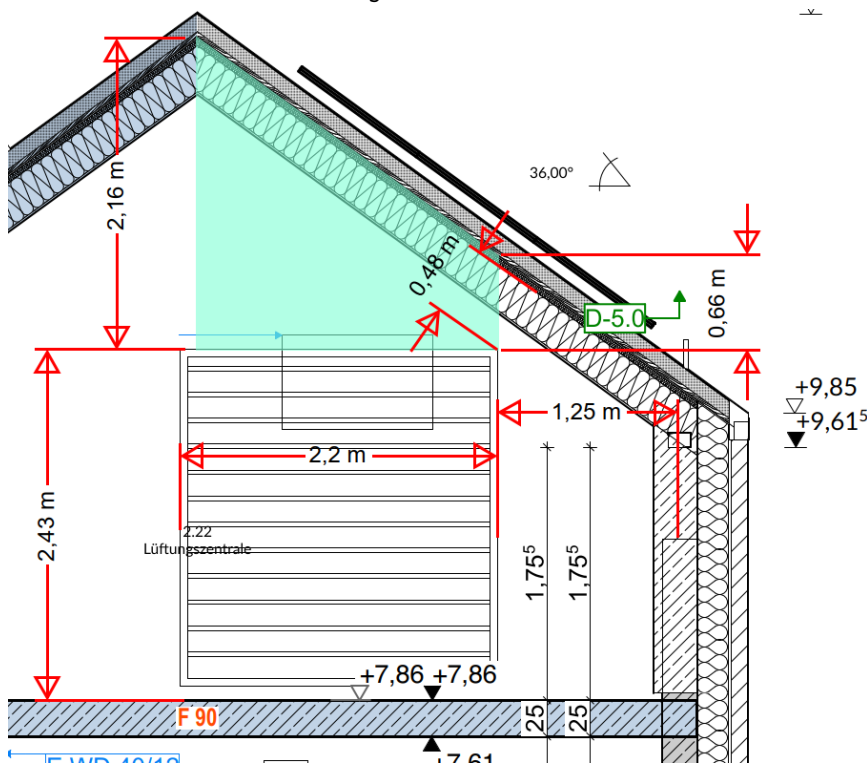 2,16 m
36,00°
0,48 m
0,66 m
D-5.0
+9,85
+9,61⁵
1,25 m
2,2 m
2,43 m
2.22
Lüftungszentrale
1,75⁵
1,75⁵
+7,86 +7,86
F 90
25
25